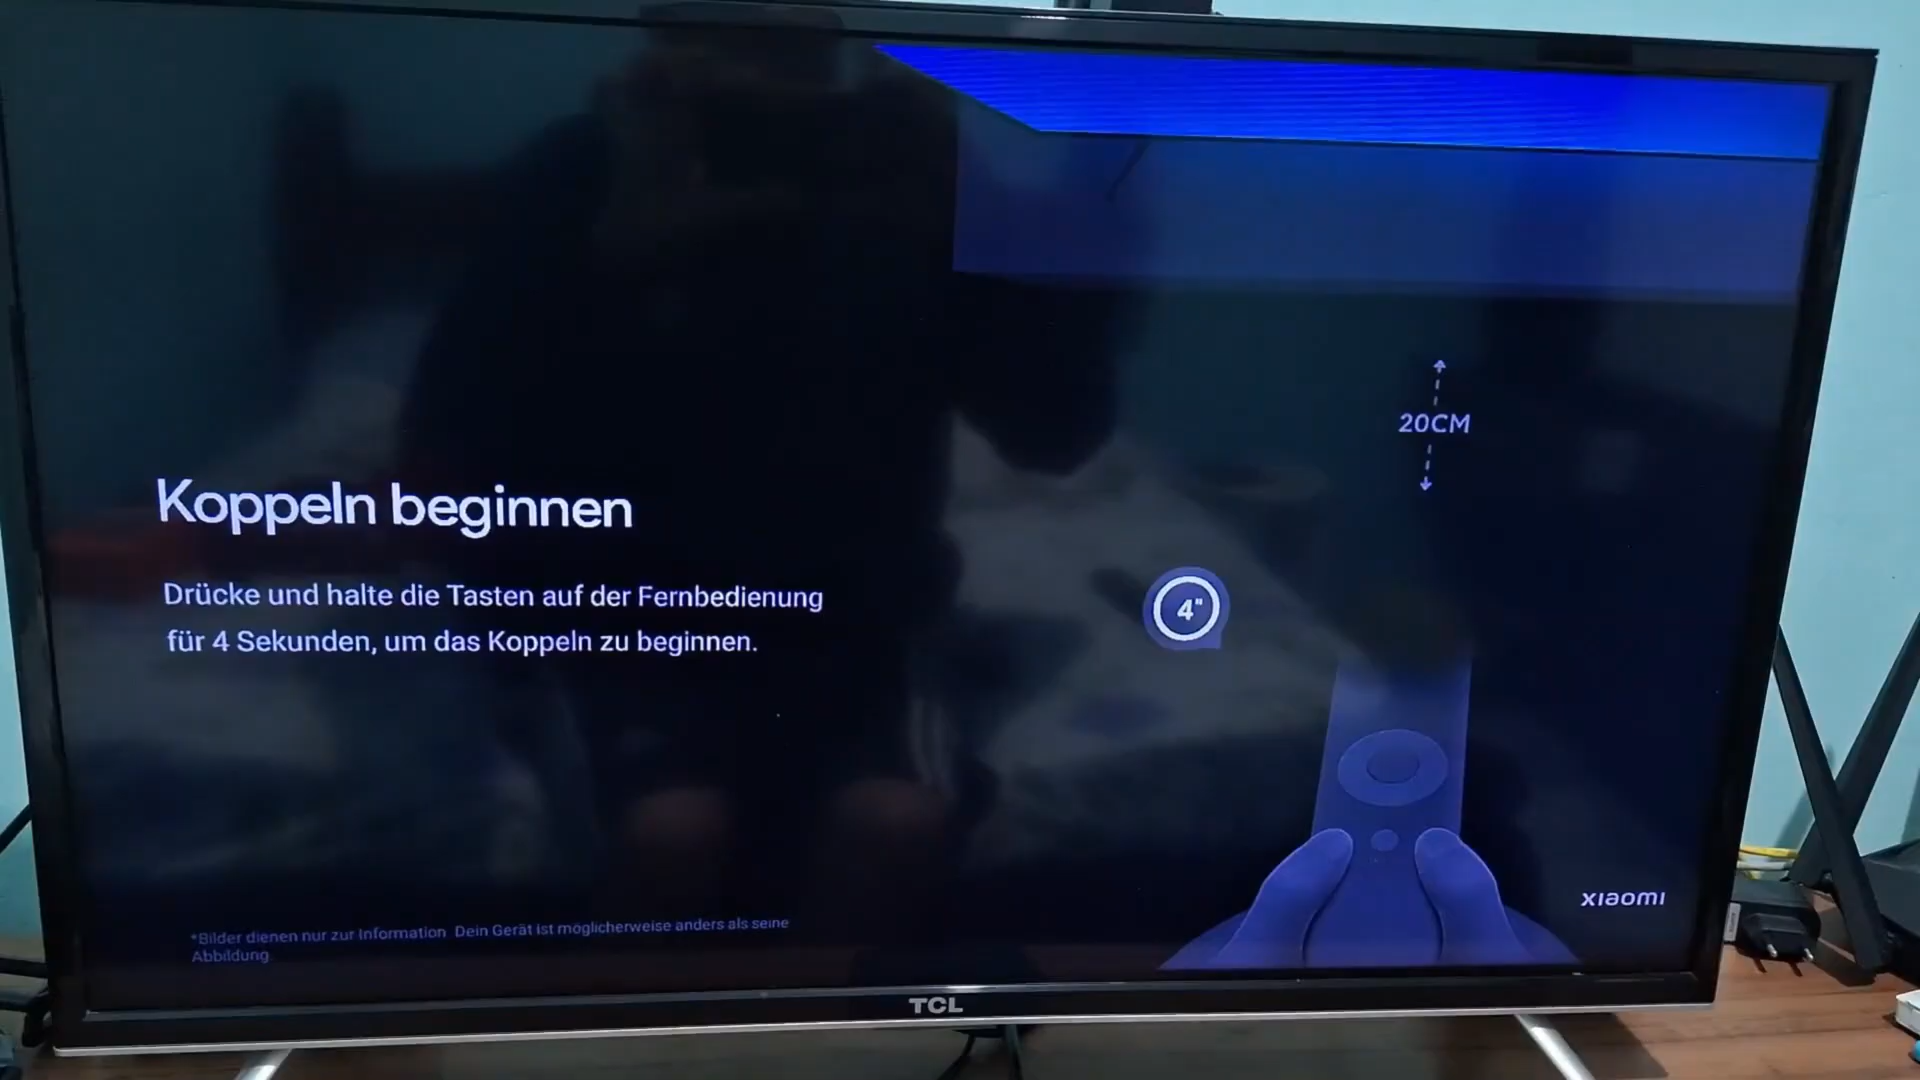 20CM
Koppeln beginnen
Drücke und halte die Tasten auf der Fernbedienung
für 4 Sekunden, um das Koppeln zu beginnen.
4"
xiaomi
*Bilder dienen nur zur Information Dein Gerät ist möglicherweise anders als seine
Abbildung
TCL